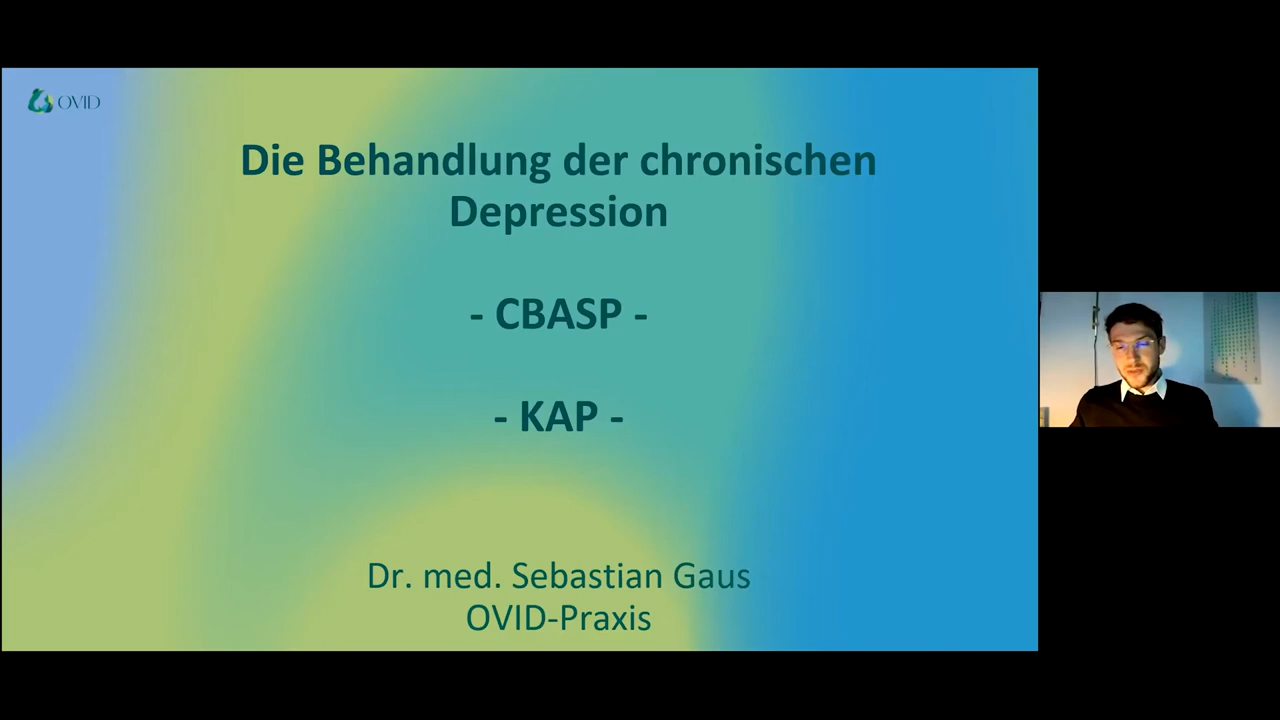 OVID
Die Behandlung der chronischen
Depression
- CBASP -
- KAP -
Dr. med. Sebastian Gaus
OVID-Praxis